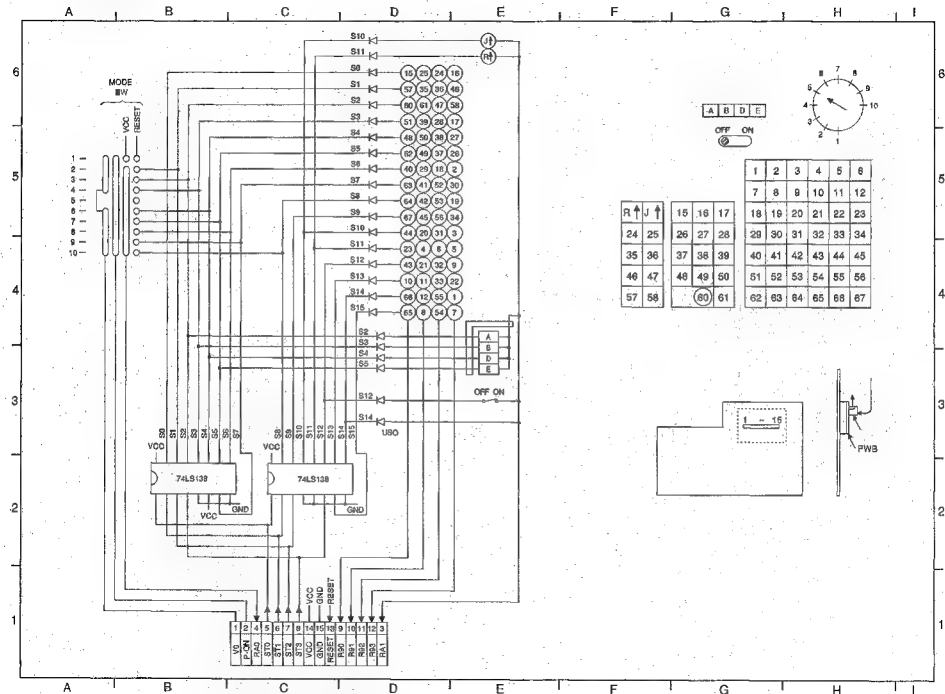 A B C D E F G H I
6 6
5 5
4 4
3 3
2 2
1 1
MODE
SW
VCC
RESET
1
2
3
4
5
6
7
8
9
10
S10 J↑
S11 R↑
S0 15 25 24 16
S1 57 35 36 46
S2 60 61 47 58
S3 51 39 28 17
S4 48 50 38 27
S5 62 49 37 26
S6 40 29 18 2
S7 63 41 52 30
S8 64 42 53 19
S9 67 45 56 34
S10 44 20 31 3
S11 23 4 6 5
S12 43 21 32 9
S13 10 11 33 22
S14 66 12 55 1
S15 65 8 54 7
S2 A
S3 B
S4 D
S5 E
OFF ON
S12
S14
USO
VCC S0 S1 S2 S3 S4 S5 S6 S7
VCC S8 S9 S10 S11 S12 S13 S14 S15
74LS138
74LS138
VCC GND
GND
VCC GND RESET
1 2 4 5 6 7 8 14 15 13 9 10 11 12 3
P-ON RA0 ST0 ST1 ST2 ST3 VCC GND RESET R90 R91 R92 R93 RA1
A B D E
OFF ON
1 2 3 4 5 6 7 8 9 10
1 2 3 4 5 6
7 8 9 10 11 12
R↑ J↑ 15 16 17 18 19 20 21 22 23
24 25 26 27 28 29 30 31 32 33 34
35 36 37 38 39 40 41 42 43 44 45
46 47 48 49 50 51 52 53 54 55 56
57 58 60 61 62 63 64 65 66 67
1 - 15
PWB
A B C D E F G H I